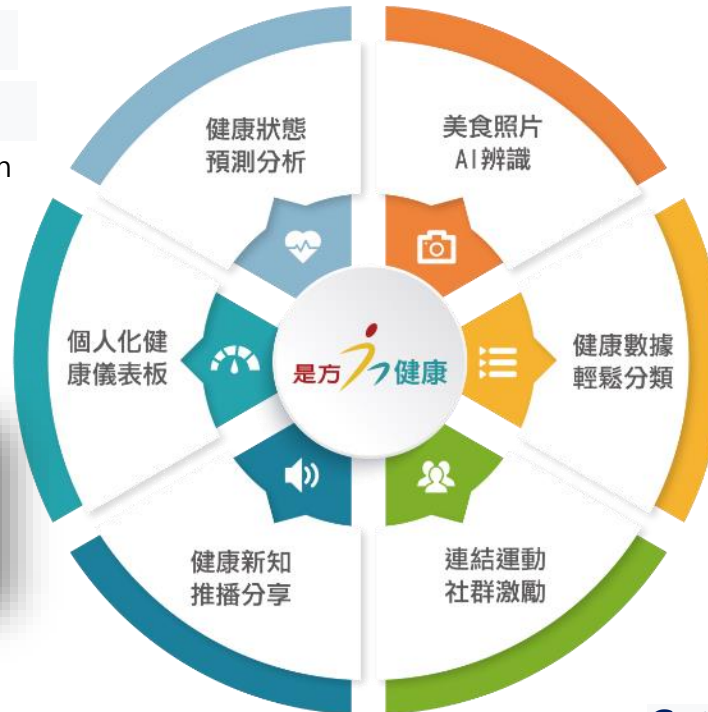 健康狀態
預測分析
美食照片
AI辨識
n
個人化健
康儀表板
是方 健康
健康數據
輕鬆分類
健康新知
推播分享
連結運動
社群激勵